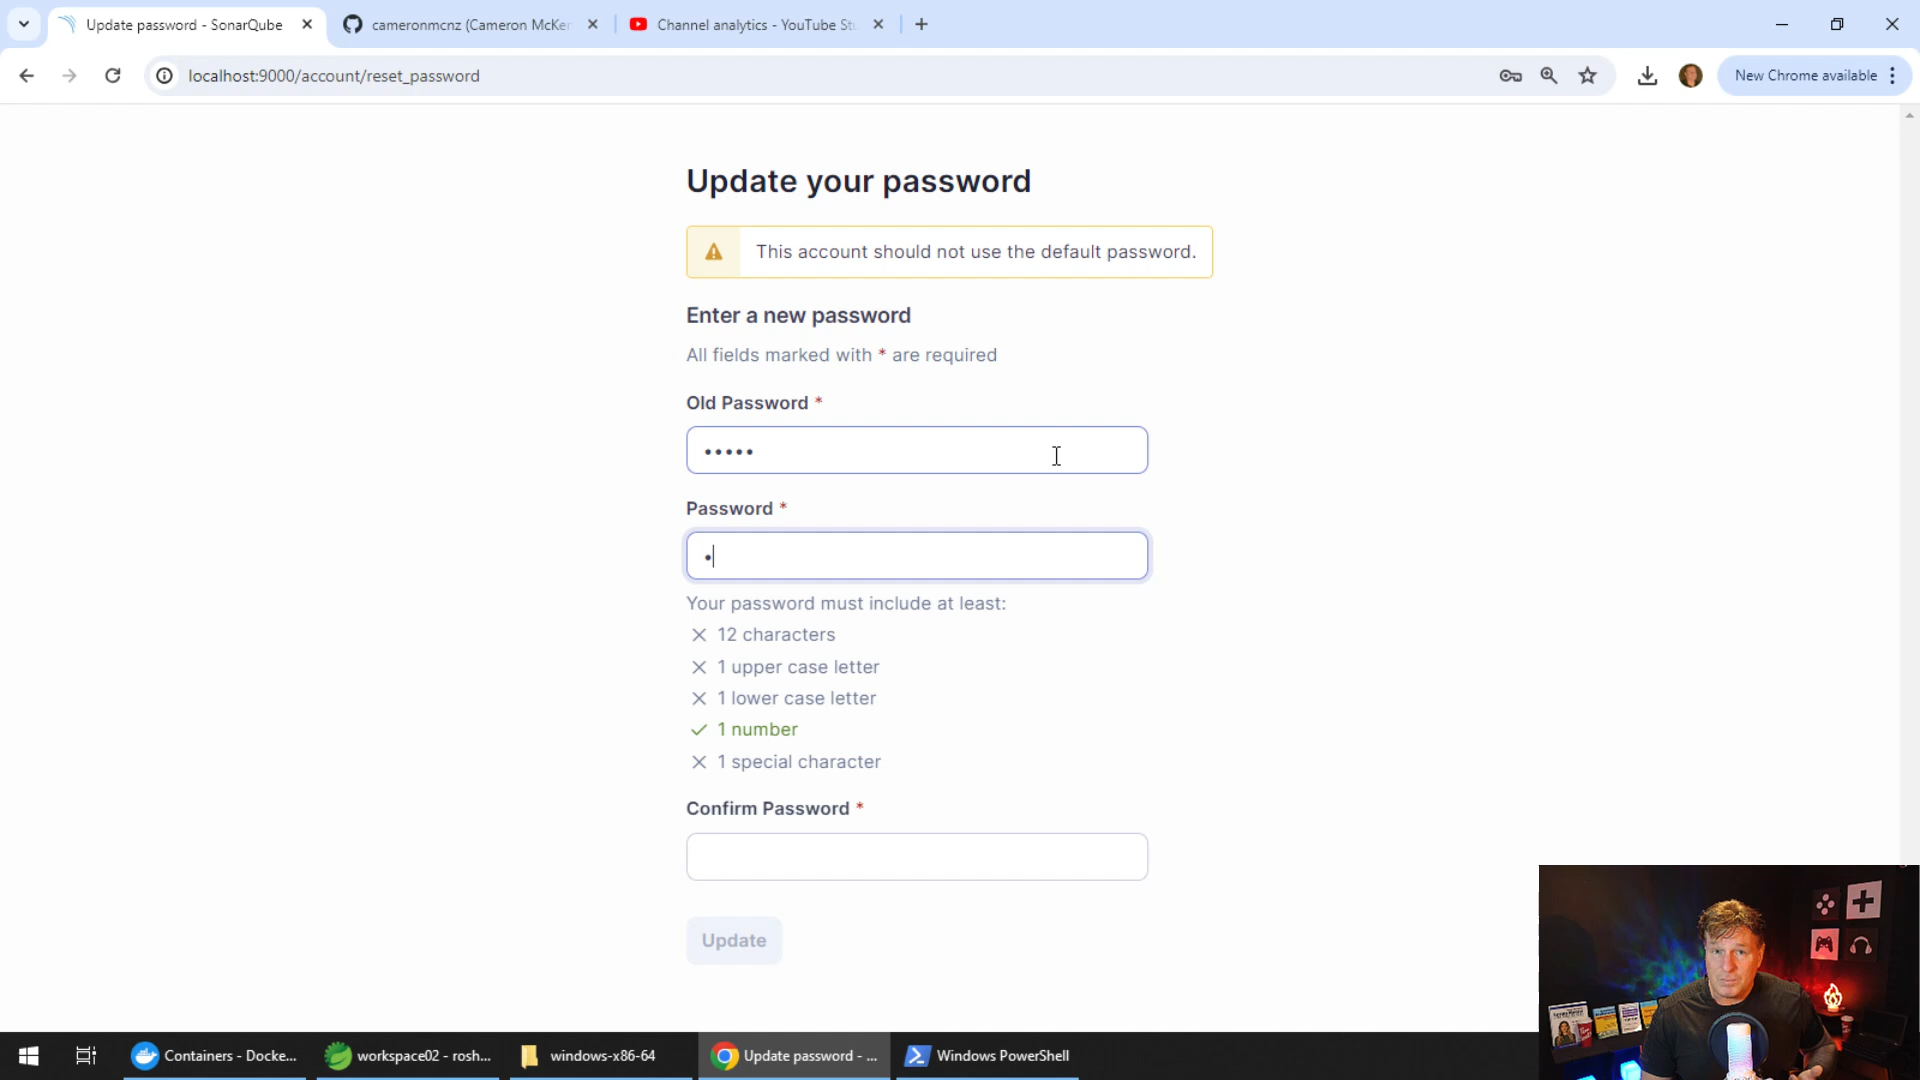 Update password - SonarQube
cameronmcnz (Cameron McKen
Channel analytics - YouTube Stu
localhost:9000/account/reset_password
New Chrome available
Update your password
This account should not use the default password.
Enter a new password
All fields marked with * are required
Old Password *
•••••
Password *
•
Your password must include at least:
12 characters
1 upper case letter
1 lower case letter
1 number
1 special character
Confirm Password *
Update
Containers - Docke...
workspace02 - rosh...
windows-x86-64
Update password - ...
Windows PowerShell